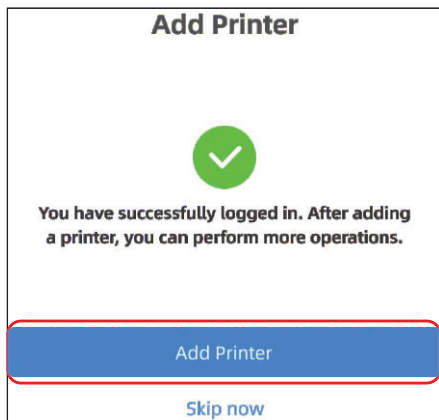 Add Printer
You have successfully logged in. After adding
a printer, you can perform more operations.
Add Printer
Skip now